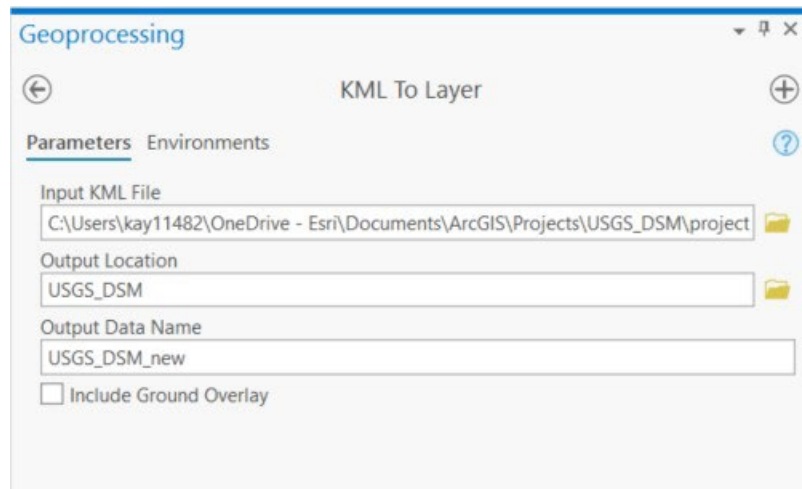 Geoprocessing
KML To Layer
Parameters Environments
Input KML File
C:\Users\kay11482\OneDrive - Esri\Documents\ArcGIS\Projects\USGS_DSM\project
Output Location
USGS_DSM
Output Data Name
USGS_DSM_new
Include Ground Overlay